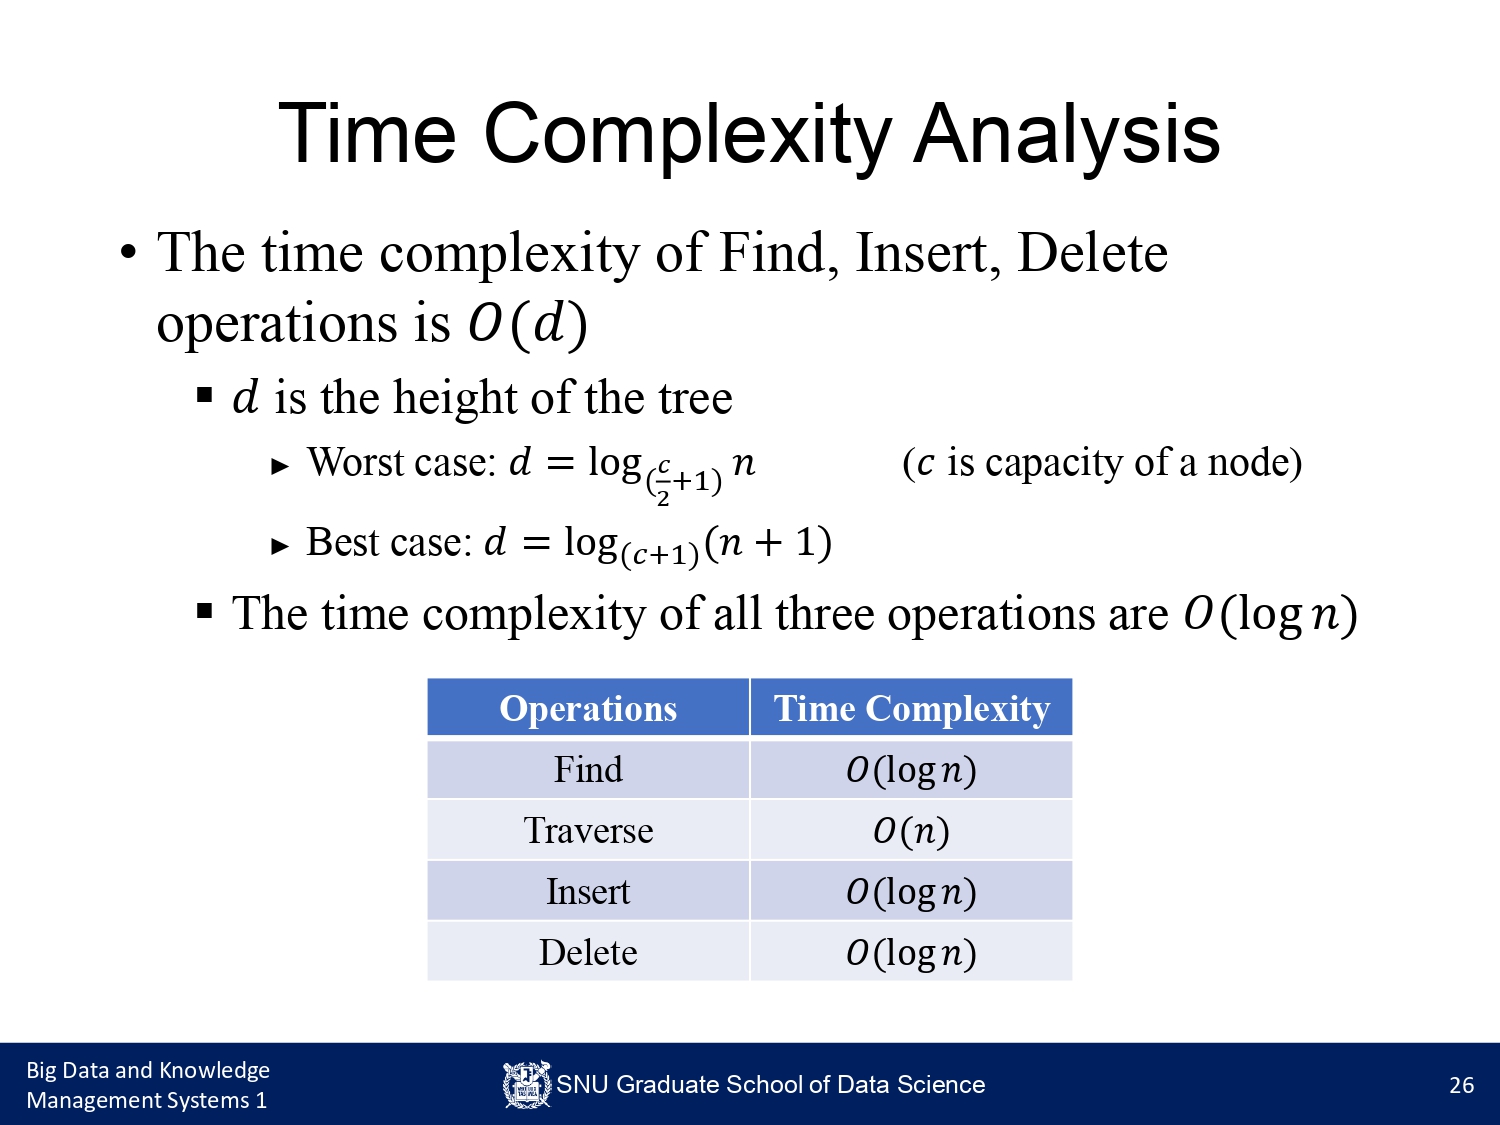 Time Complexity Analysis
• The time complexity of Find, Insert, Delete
operations is 𝑂(𝑑)
▪ 𝑑 is the height of the tree
► Worst case: 𝑑 = log_(c/2+1) 𝑛 (𝑐 is capacity of a node)
► Best case: 𝑑 = log_(c+1)(𝑛 + 1)
▪ The time complexity of all three operations are 𝑂(log 𝑛)
Operations Time Complexity
Find 𝑂(log 𝑛)
Traverse 𝑂(𝑛)
Insert 𝑂(log 𝑛)
Delete 𝑂(log 𝑛)
Big Data and Knowledge
Management Systems 1
SNU Graduate School of Data Science
26